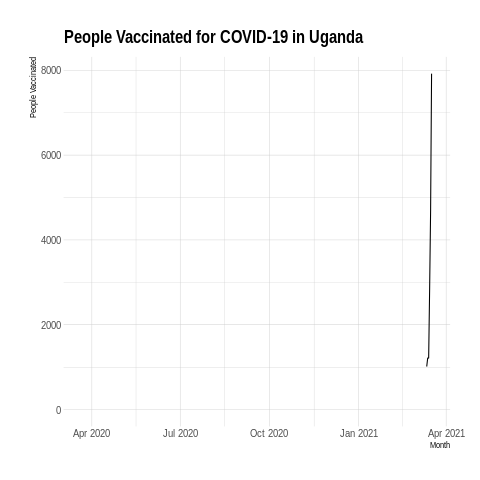 People Vaccinated for COVID-19 in Uganda
People Vaccinated
8000
6000
4000
2000
0
Apr 2020 Jul 2020 Oct 2020 Jan 2021 Apr 2021
Month